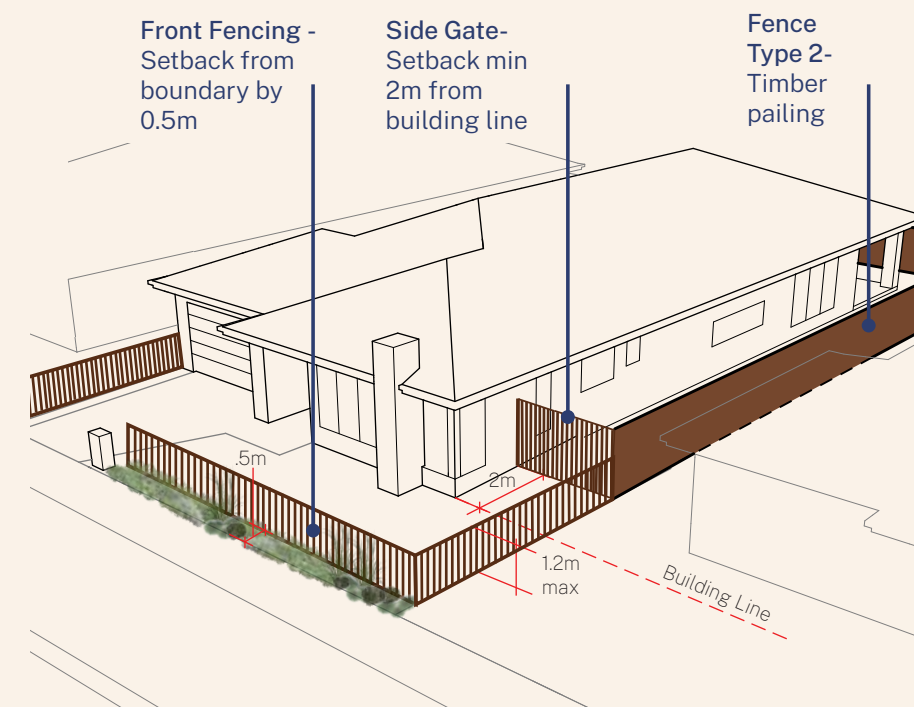 Front Fencing -
Setback from
boundary by
0.5m
Side Gate-
Setback min
2m from
building line
Fence
Type 2-
Timber
pailing
.5m
2m
1.2m
max
Building Line